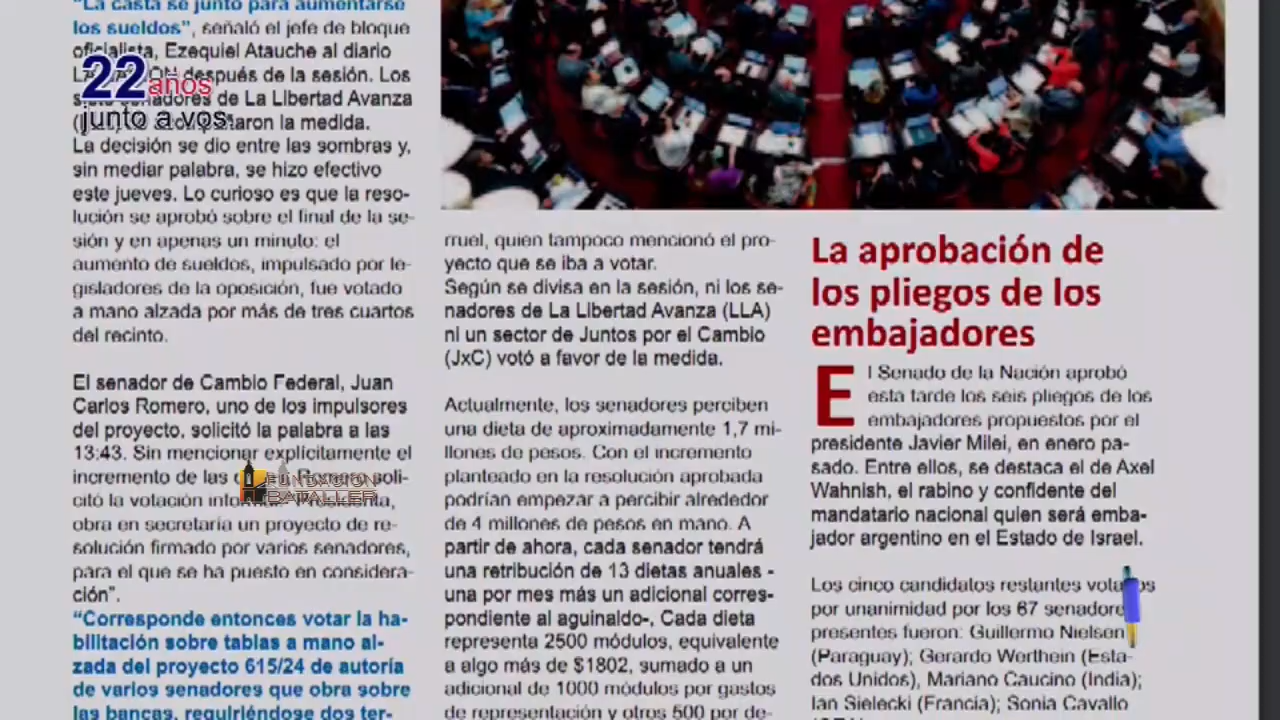 “La casta se juntó para aumentarse
los sueldos”, señaló el jefe de bloque
oficialista, Ezequiel Atauche al diario
después de la sesión. Los
senadores de La Libertad Avanza
la medida.
La decisión se dio entre las sombras y,
sin mediar palabra, se hizo efectivo
este jueves. Lo curioso es que la reso-
lución se aprobó sobre el final de la se-
sión y en apenas un minuto: el
aumento de sueldos, impulsado por le-
gisladores de la oposición, fue votado
a mano alzada por más de tres cuartos
del recinto.
El senador de Cambio Federal, Juan
Carlos Romero, uno de los impulsores
del proyecto, solicitó la palabra a las
13:43. Sin mencionar explícitamente el
incremento de las soli-
citó la votación
obra en secretaría un proyecto de re-
solución firmado por varios senadores,
para el que se ha puesto en considera-
ción”.
“Corresponde entonces votar la ha-
bilitación sobre tablas a mano al-
zada del proyecto 615/24 de autoría
de varios senadores que obra sobre
las bancas, requiriéndose dos ter-
22 años
junto a vos.
FUNDACION
BATALLER
rruel, quien tampoco mencionó el pro-
yecto que se iba a votar.
Según se divisa en la sesión, ni los se-
nadores de La Libertad Avanza (LLA)
ni un sector de Juntos por el Cambio
(JxC) votó a favor de la medida.
Actualmente, los senadores perciben
una dieta de aproximadamente 1,7 mi-
llones de pesos. Con el incremento
planteado en la resolución aprobada
podrían empezar a percibir alrededor
de 4 millones de pesos en mano. A
partir de ahora, cada senador tendrá
una retribución de 13 dietas anuales -
una por mes más un adicional corres-
pondiente al aguinaldo-, Cada dieta
representa 2500 módulos, equivalente
a algo más de $1802, sumado a un
adicional de 1000 módulos por gastos
de representación y otros 500 por de-
La aprobación de
los pliegos de los
embajadores
El Senado de la Nación aprobó
esta tarde los seis pliegos de los
embajadores propuestos por el
presidente Javier Milei, en enero pa-
sado. Entre ellos, se destaca el de Axel
Wahnish, el rabino y confidente del
mandatario nacional quien será emba-
jador argentino en el Estado de Israel.
Los cinco candidatos restantes votados
por unanimidad por los 67 senadores
presentes fueron: Guillermo Nielsen
(Paraguay); Gerardo Werthein (Esta-
dos Unidos), Mariano Caucino (India);
Ian Sielecki (Francia); Sonia Cavallo